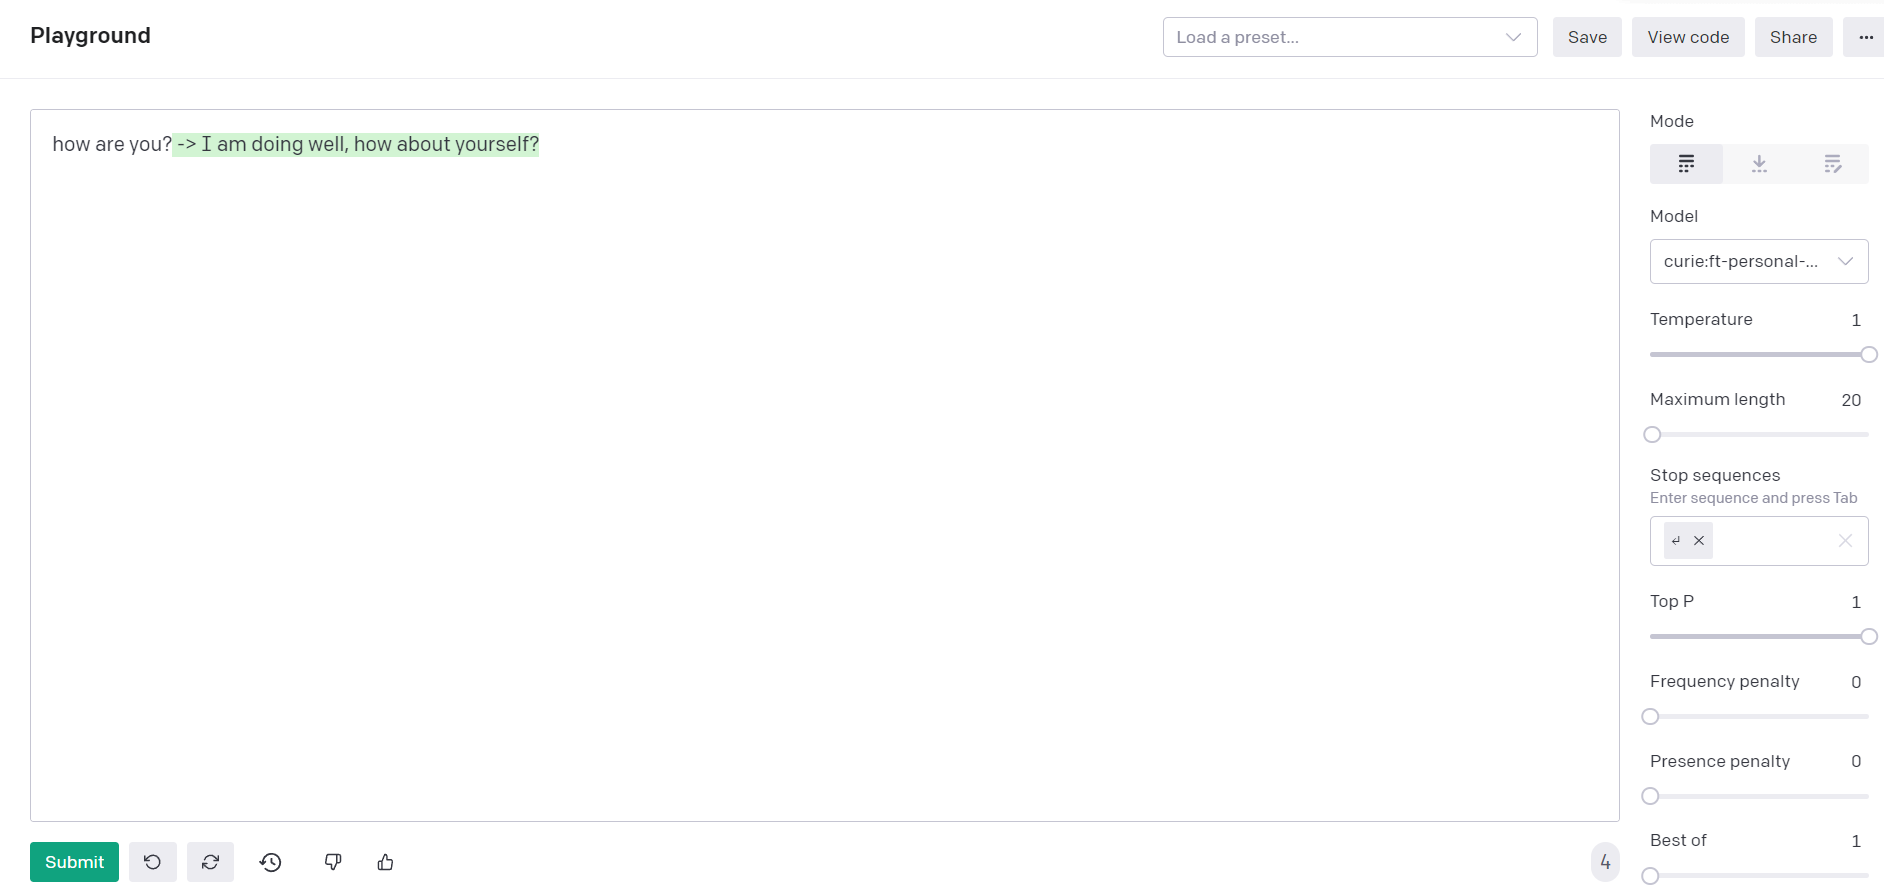 Playground
Load a preset...
Save
View code
Share
...
how are you? -> I am doing well, how about yourself?
Mode
Model
curie:ft-personal-...
Temperature 1
Maximum length 20
Stop sequences
Enter sequence and press Tab
↵ ×
Top P 1
Frequency penalty 0
Presence penalty 0
Best of 1
Submit
4